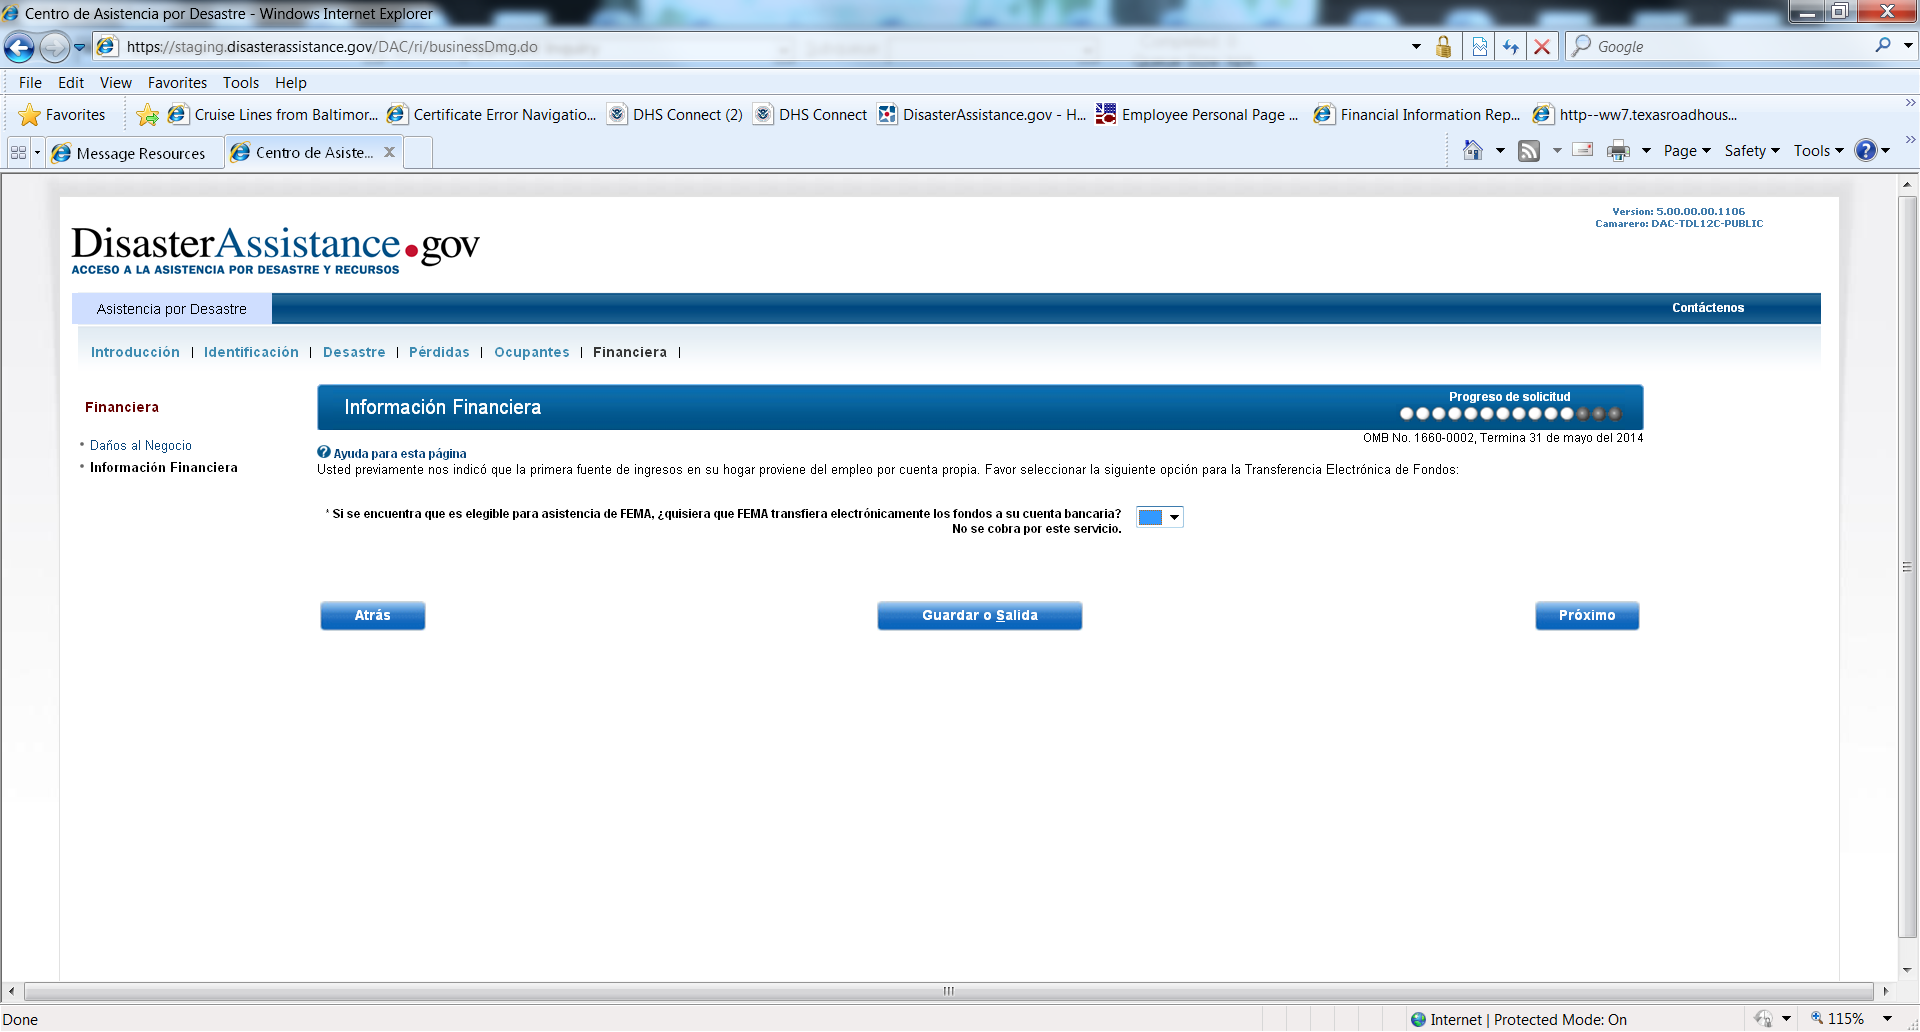 Centro de Asistencia por Desastre - Windows Internet Explorer
https://staging.disasterassistance.gov/DAC/ri/businessDmg.do
Google
File Edit View Favorites Tools Help
Favorites Cruise Lines from Baltimor... Certificate Error Navigatio... DHS Connect (2) DHS Connect DisasterAssistance.gov - H... Employee Personal Page ... Financial Information Rep... http--ww7.texasroadhous...
Message Resources Centro de Asiste... Page Safety Tools
Version: 5.00.00.00.1106
Camarero: DAC-TDL12C-PUBLIC
DisasterAssistance.gov
ACCESO A LA ASISTENCIA POR DESASTRE Y RECURSOS
Asistencia por Desastre Contáctenos
Introducción | Identificación | Desastre | Pérdidas | Ocupantes | Financiera |
Financiera
• Daños al Negocio
• Información Financiera
Información Financiera
Progreso de solicitud
OMB No. 1660-0002, Termina 31 de mayo del 2014
Ayuda para esta página
Usted previamente nos indicó que la primera fuente de ingresos en su hogar proviene del empleo por cuenta propia. Favor seleccionar la siguiente opción para la Transferencia Electrónica de Fondos:
* Si se encuentra que es elegible para asistencia de FEMA, ¿quisiera que FEMA transfiera electrónicamente los fondos a su cuenta bancaria?
No se cobra por este servicio.
Atrás Guardar o Salida Próximo
Done Internet | Protected Mode: On 115%